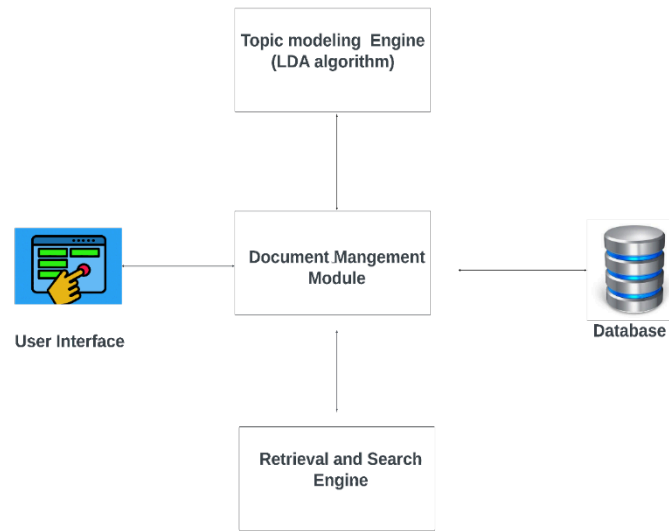 Topic modeling Engine
(LDA algorithm)
Document Mangement
Module
User Interface
Database
Retrieval and Search
Engine